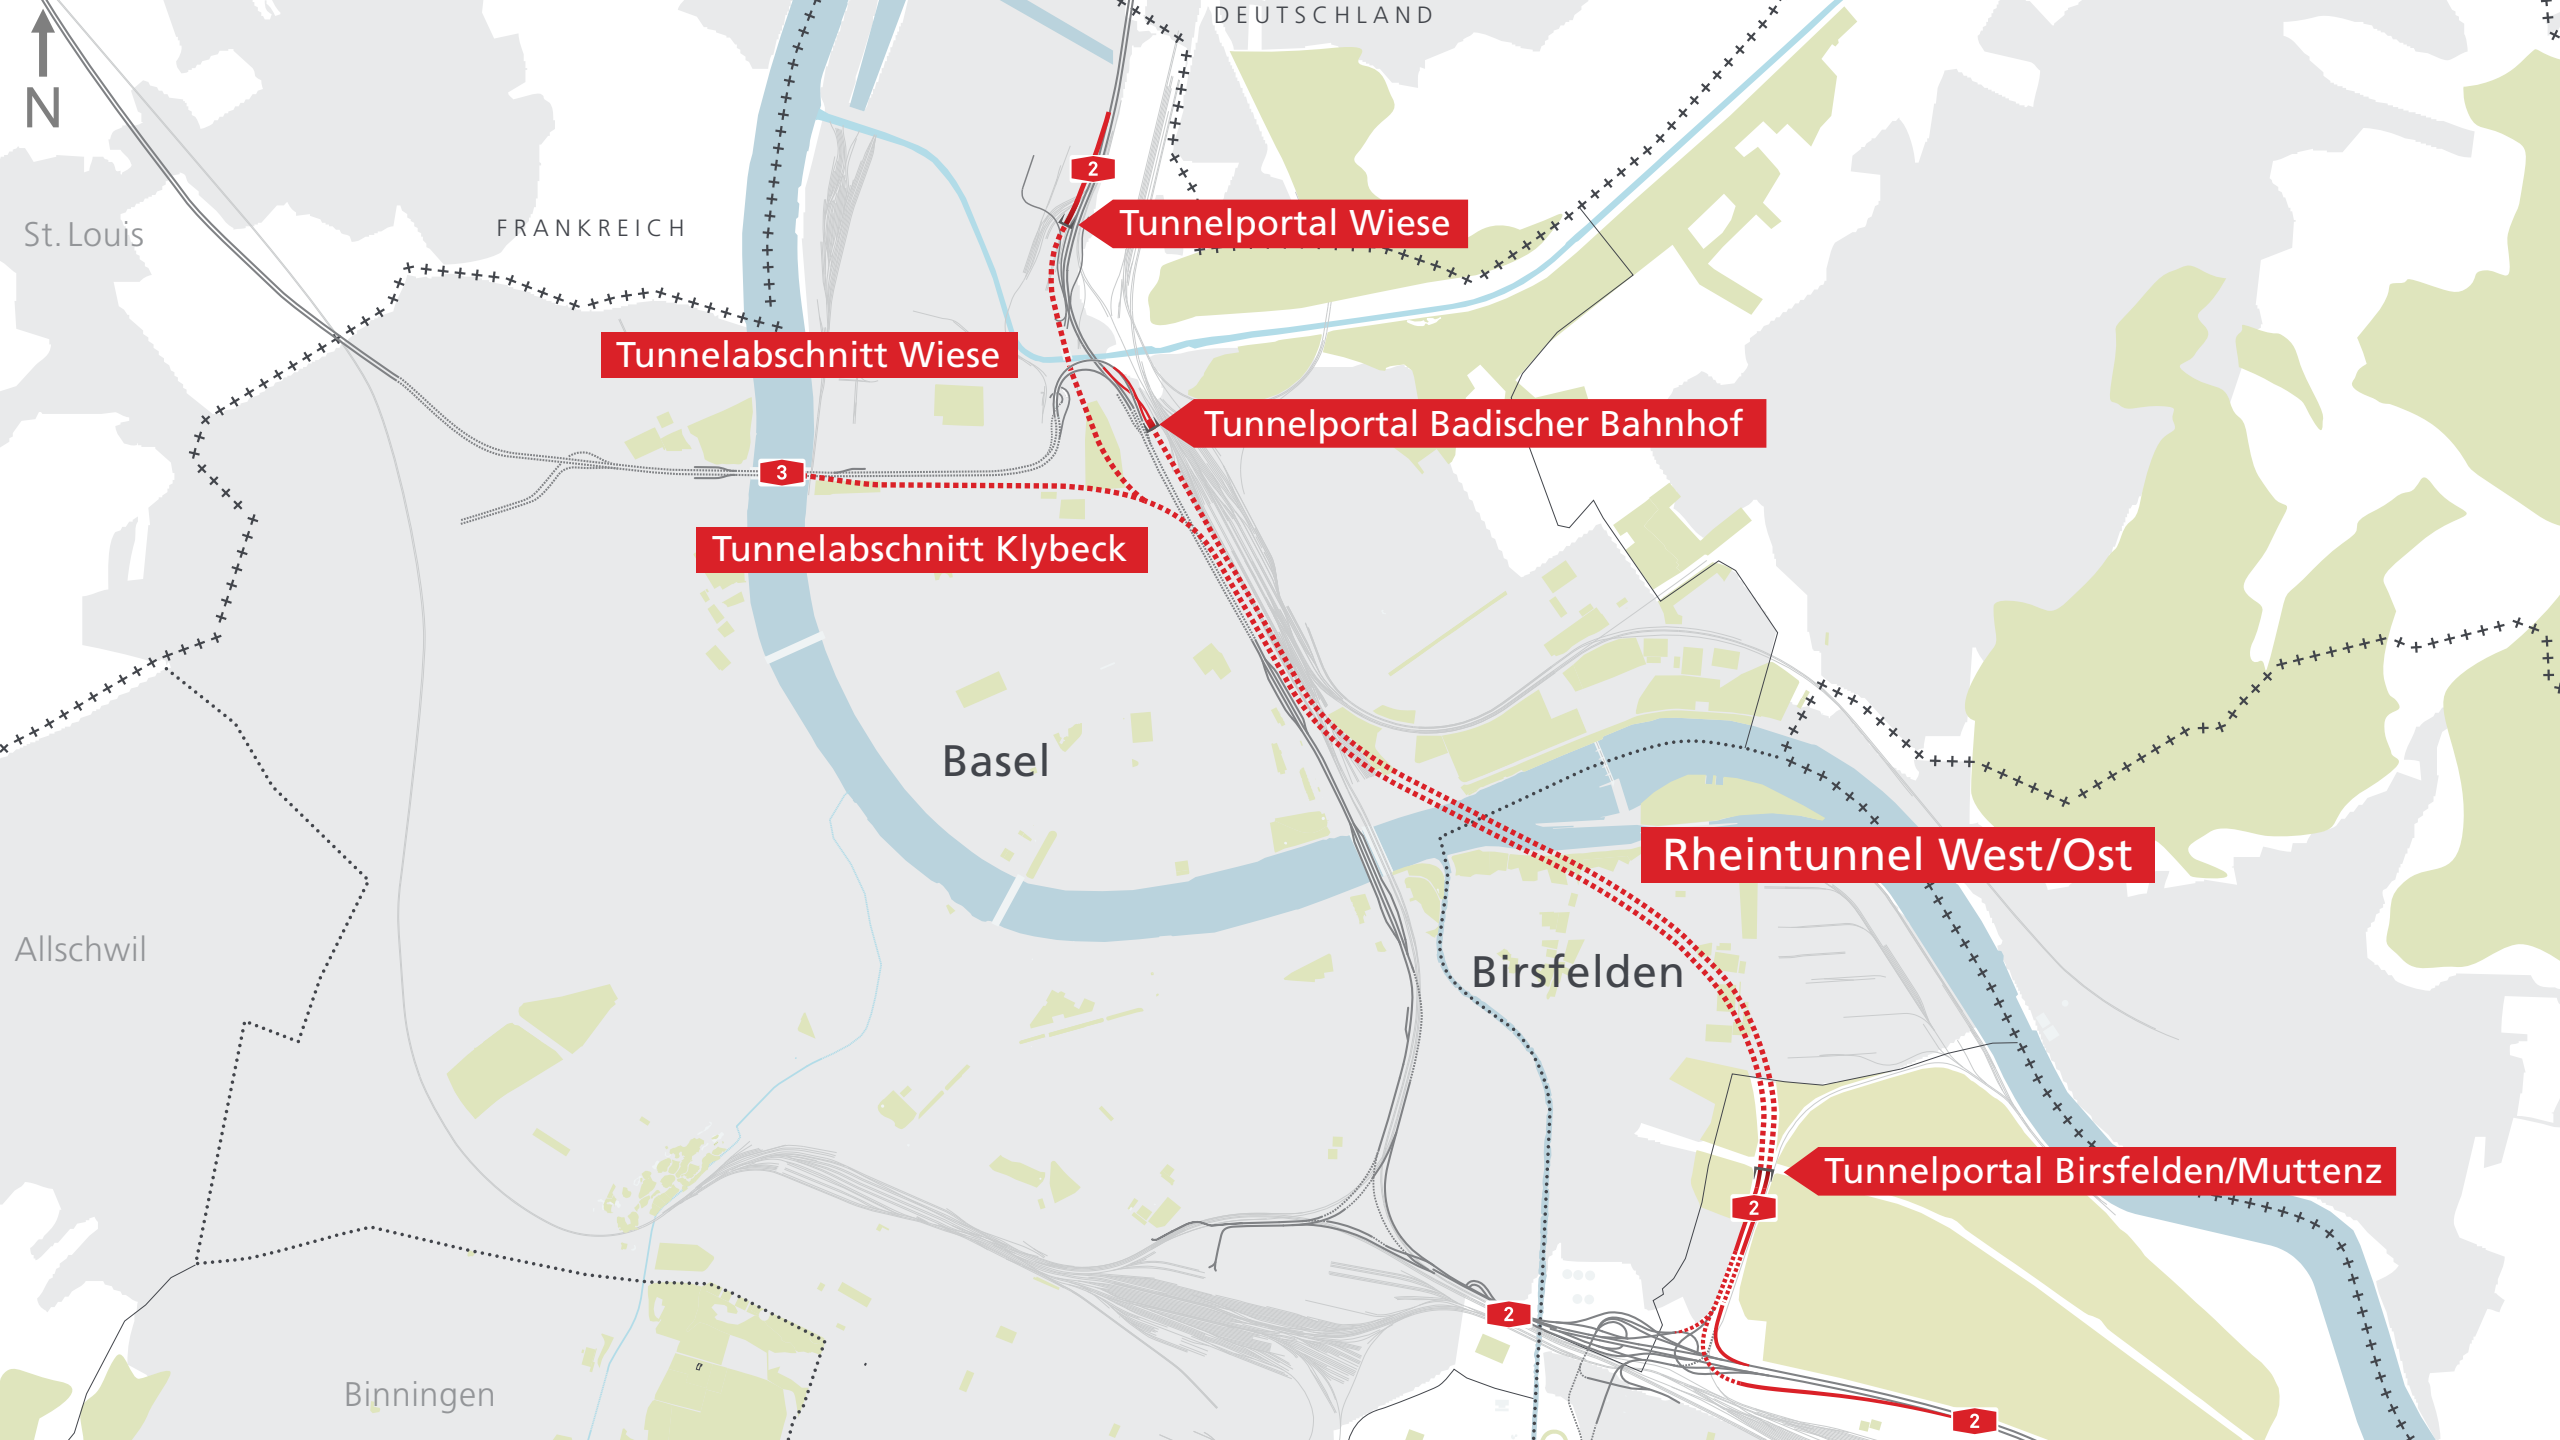 DEUTSCHLAND
N
2
Tunnelportal Wiese
St. Louis
FRANKREICH
Tunnelabschnitt Wiese
Tunnelportal Badischer Bahnhof
3
Tunnelabschnitt Klybeck
Basel
Rheintunnel West/Ost
Allschwil
Birsfelden
Tunnelportal Birsfelden/Muttenz
2
2
Binningen
2